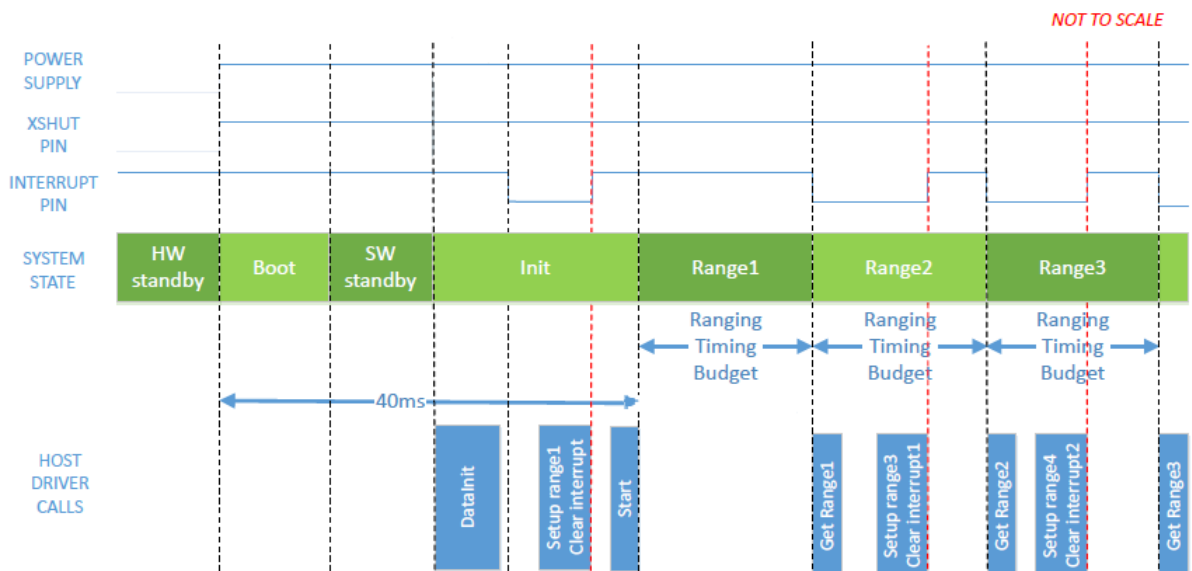 NOT TO SCALE
POWER
SUPPLY
XSHUT
PIN
INTERRUPT
PIN
SYSTEM
STATE
HW
standby
Boot
SW
standby
Init
Range1
Range2
Range3
Ranging
Timing
Budget
Ranging
Timing
Budget
Ranging
Timing
Budget
40ms
HOST
DRIVER
CALLS
DataInit
Setup range1
Clear interrupt
Start
Get Range1
Setup range3
Clear interrupt1
Get Range2
Setup range4
Clear interrupt2
Get Range3